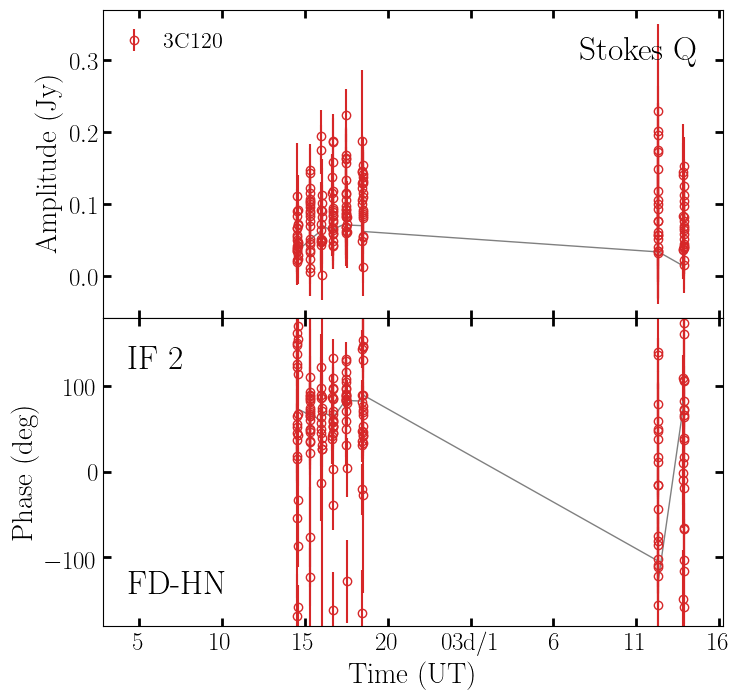 3C120
Stokes Q
0.3
0.2
0.1
0.0
Amplitude (Jy)
IF 2
100
0
−100
Phase (deg)
FD-HN
5 10 15 20 03d/1 6 11 16
Time (UT)